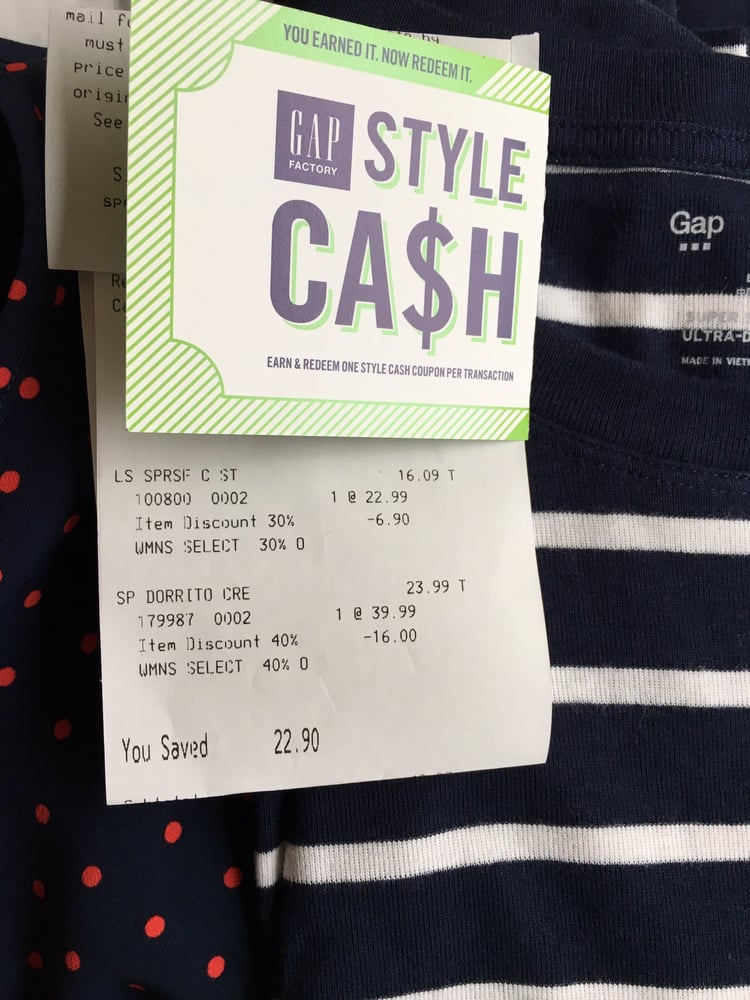 mail
must
price
See
YOU EARNED IT. NOW REDEEM IT.
GAP
FACTORY
STYLE
CA$H
EARN & REDEEM ONE STYLE CASH COUPON PER TRANSACTION
Gap
SUPER
MADE IN
LS SPRSF C ST 16.09 T
100800 0002 1 @ 22.99
Item Discount 30% -6.90
WMNS SELECT 30% O
SP DORRITO CRE 23.99 T
179987 0002 1 @ 39.99
Item Discount 40% -16.00
WMNS SELECT 40% O
You Saved 22.90